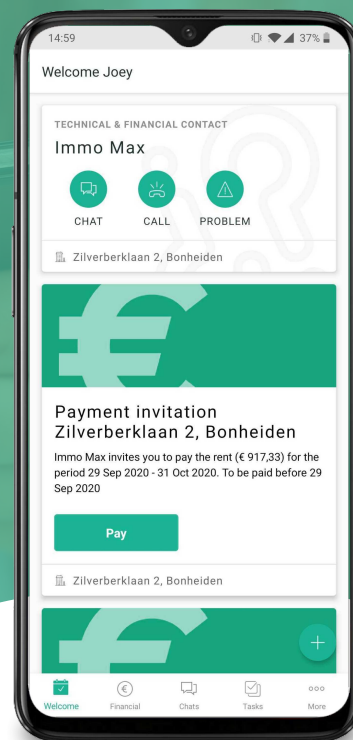 14:59
37%
Welcome Joey
TECHNICAL & FINANCIAL CONTACT
Immo Max
CHAT CALL PROBLEM
Zilverberklaan 2, Bonheiden
€
Payment invitation
Zilverberklaan 2, Bonheiden
Immo Max invites you to pay the rent (€ 917,33) for the
period 29 Sep 2020 - 31 Oct 2020. To be paid before 29
Sep 2020
Pay
Zilverberklaan 2, Bonheiden
+
Welcome Financial Chats Tasks More